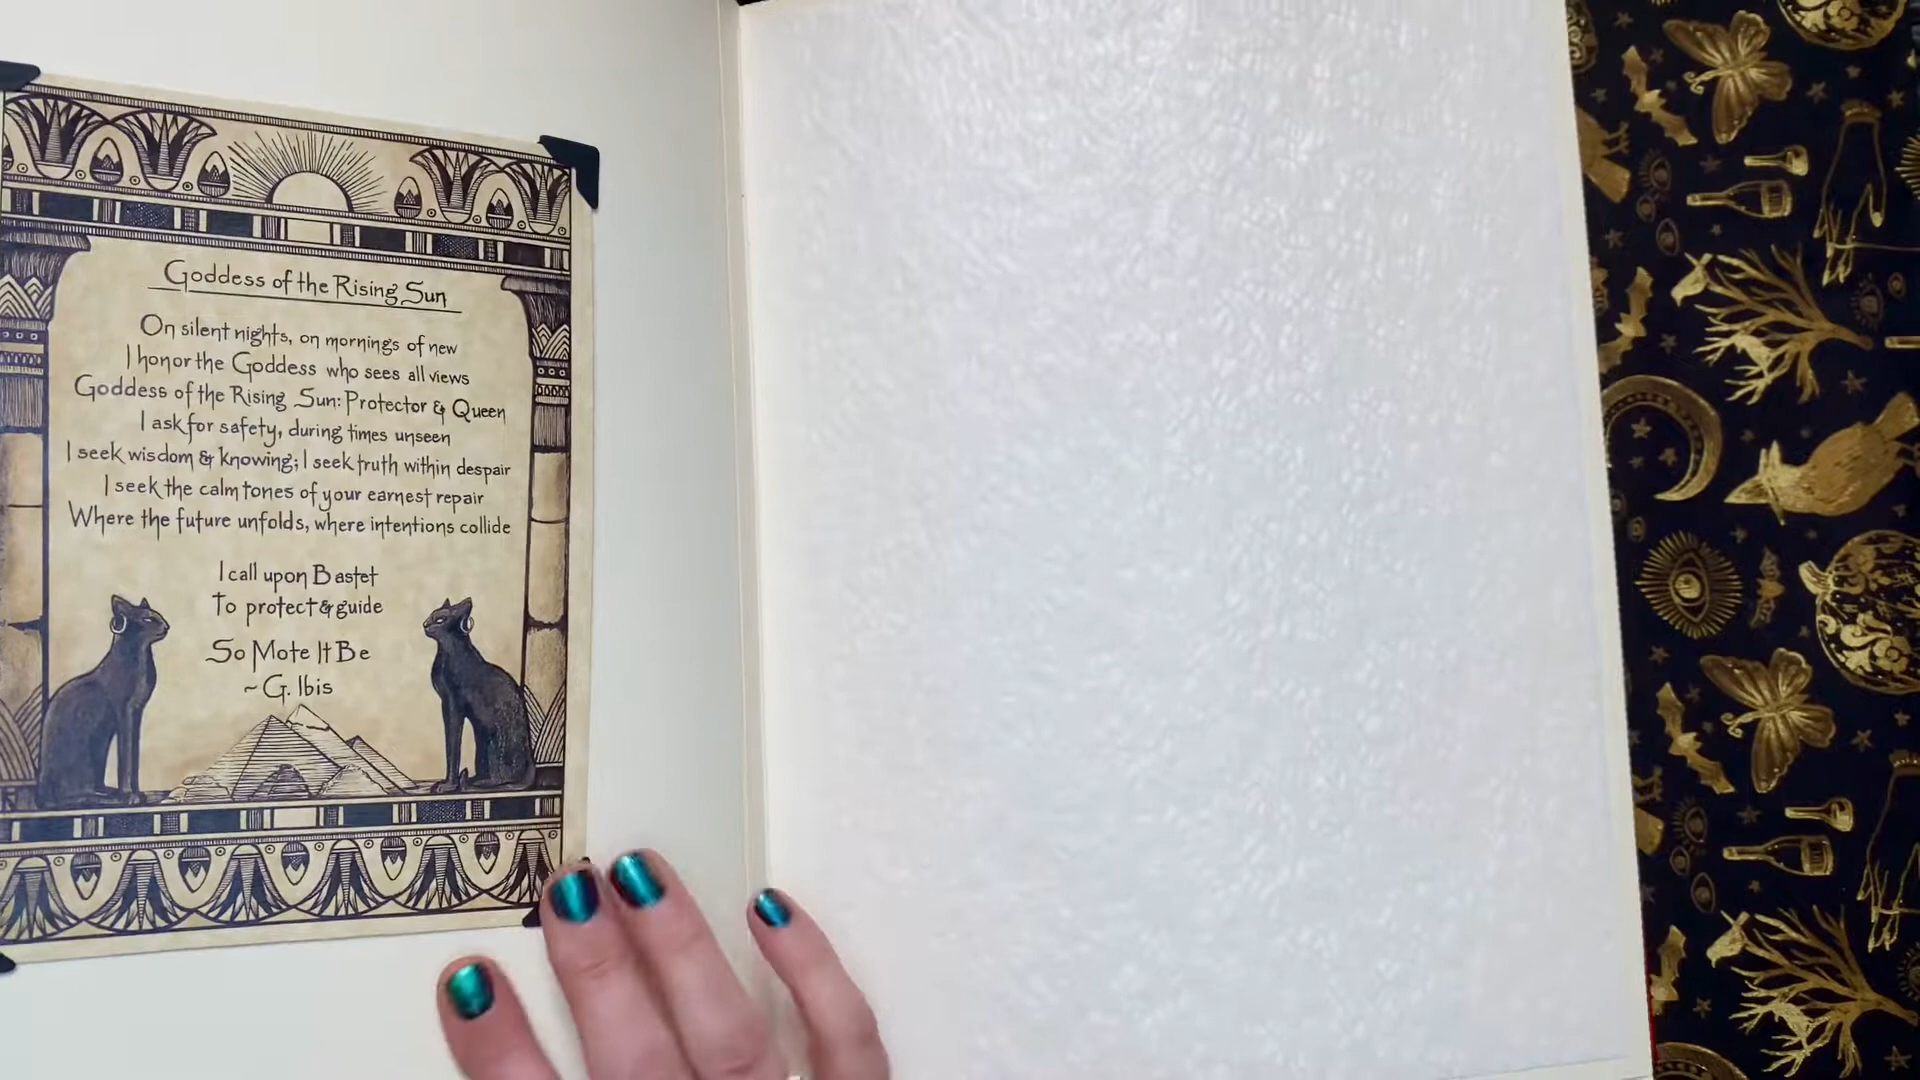 Goddess of the Rising Sun
On silent nights, on mornings of new
I honor the Goddess who sees all views
Goddess of the Rising Sun: Protector & Queen
I ask for safety, during times unseen
I seek wisdom & knowing; I seek truth within despair
I seek the calm tones of your earnest repair
Where the future unfolds, where intentions collide
I call upon Bastet
To protect & guide
So Mote It Be
~ G. Ibis